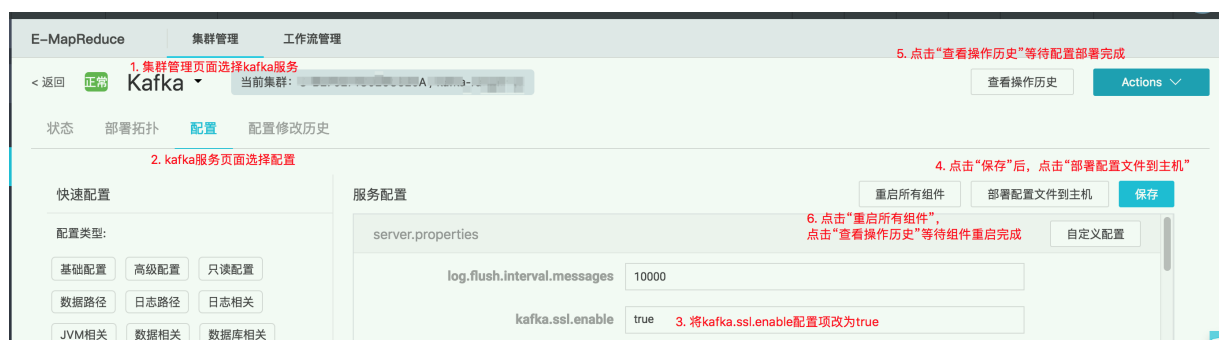 E-MapReduce 集群管理 工作流管理
5. 点击“查看操作历史”等待配置部署完成
1. 集群管理页面选择kafka服务
< 返回 正常 Kafka 当前集群： 查看操作历史 Actions
状态 部署拓扑 配置 配置修改历史
2. kafka服务页面选择配置
4. 点击“保存”后，点击“部署配置文件到主机”
快速配置 服务配置 重启所有组件 部署配置文件到主机 保存
6. 点击“重启所有组件”，
点击“查看操作历史”等待组件重启完成
配置类型: server.properties 自定义配置
基础配置 高级配置 只读配置 log.flush.interval.messages 10000
数据路径 日志路径 日志相关 kafka.ssl.enable true 3. 将kafka.ssl.enable配置项改为true
JVM相关 数据相关 数据库相关